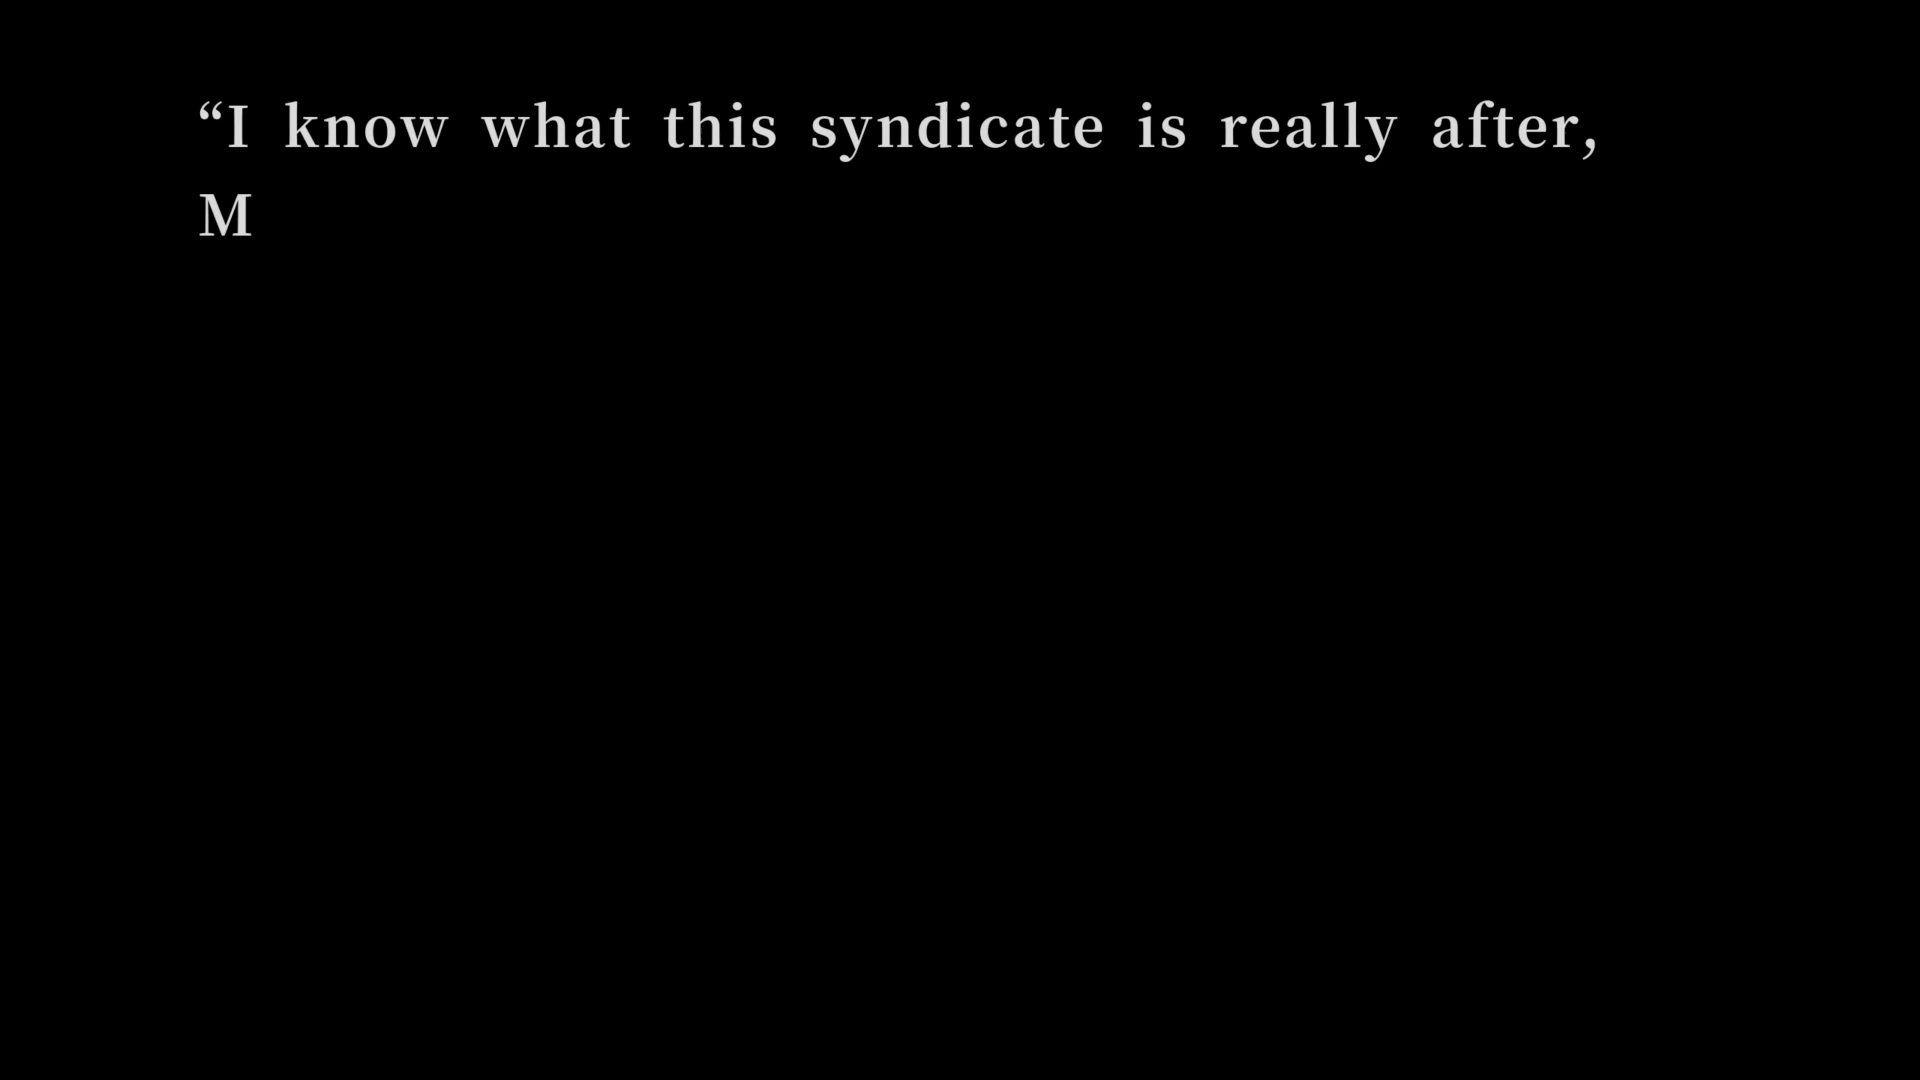 “I know what this syndicate is really after,
M